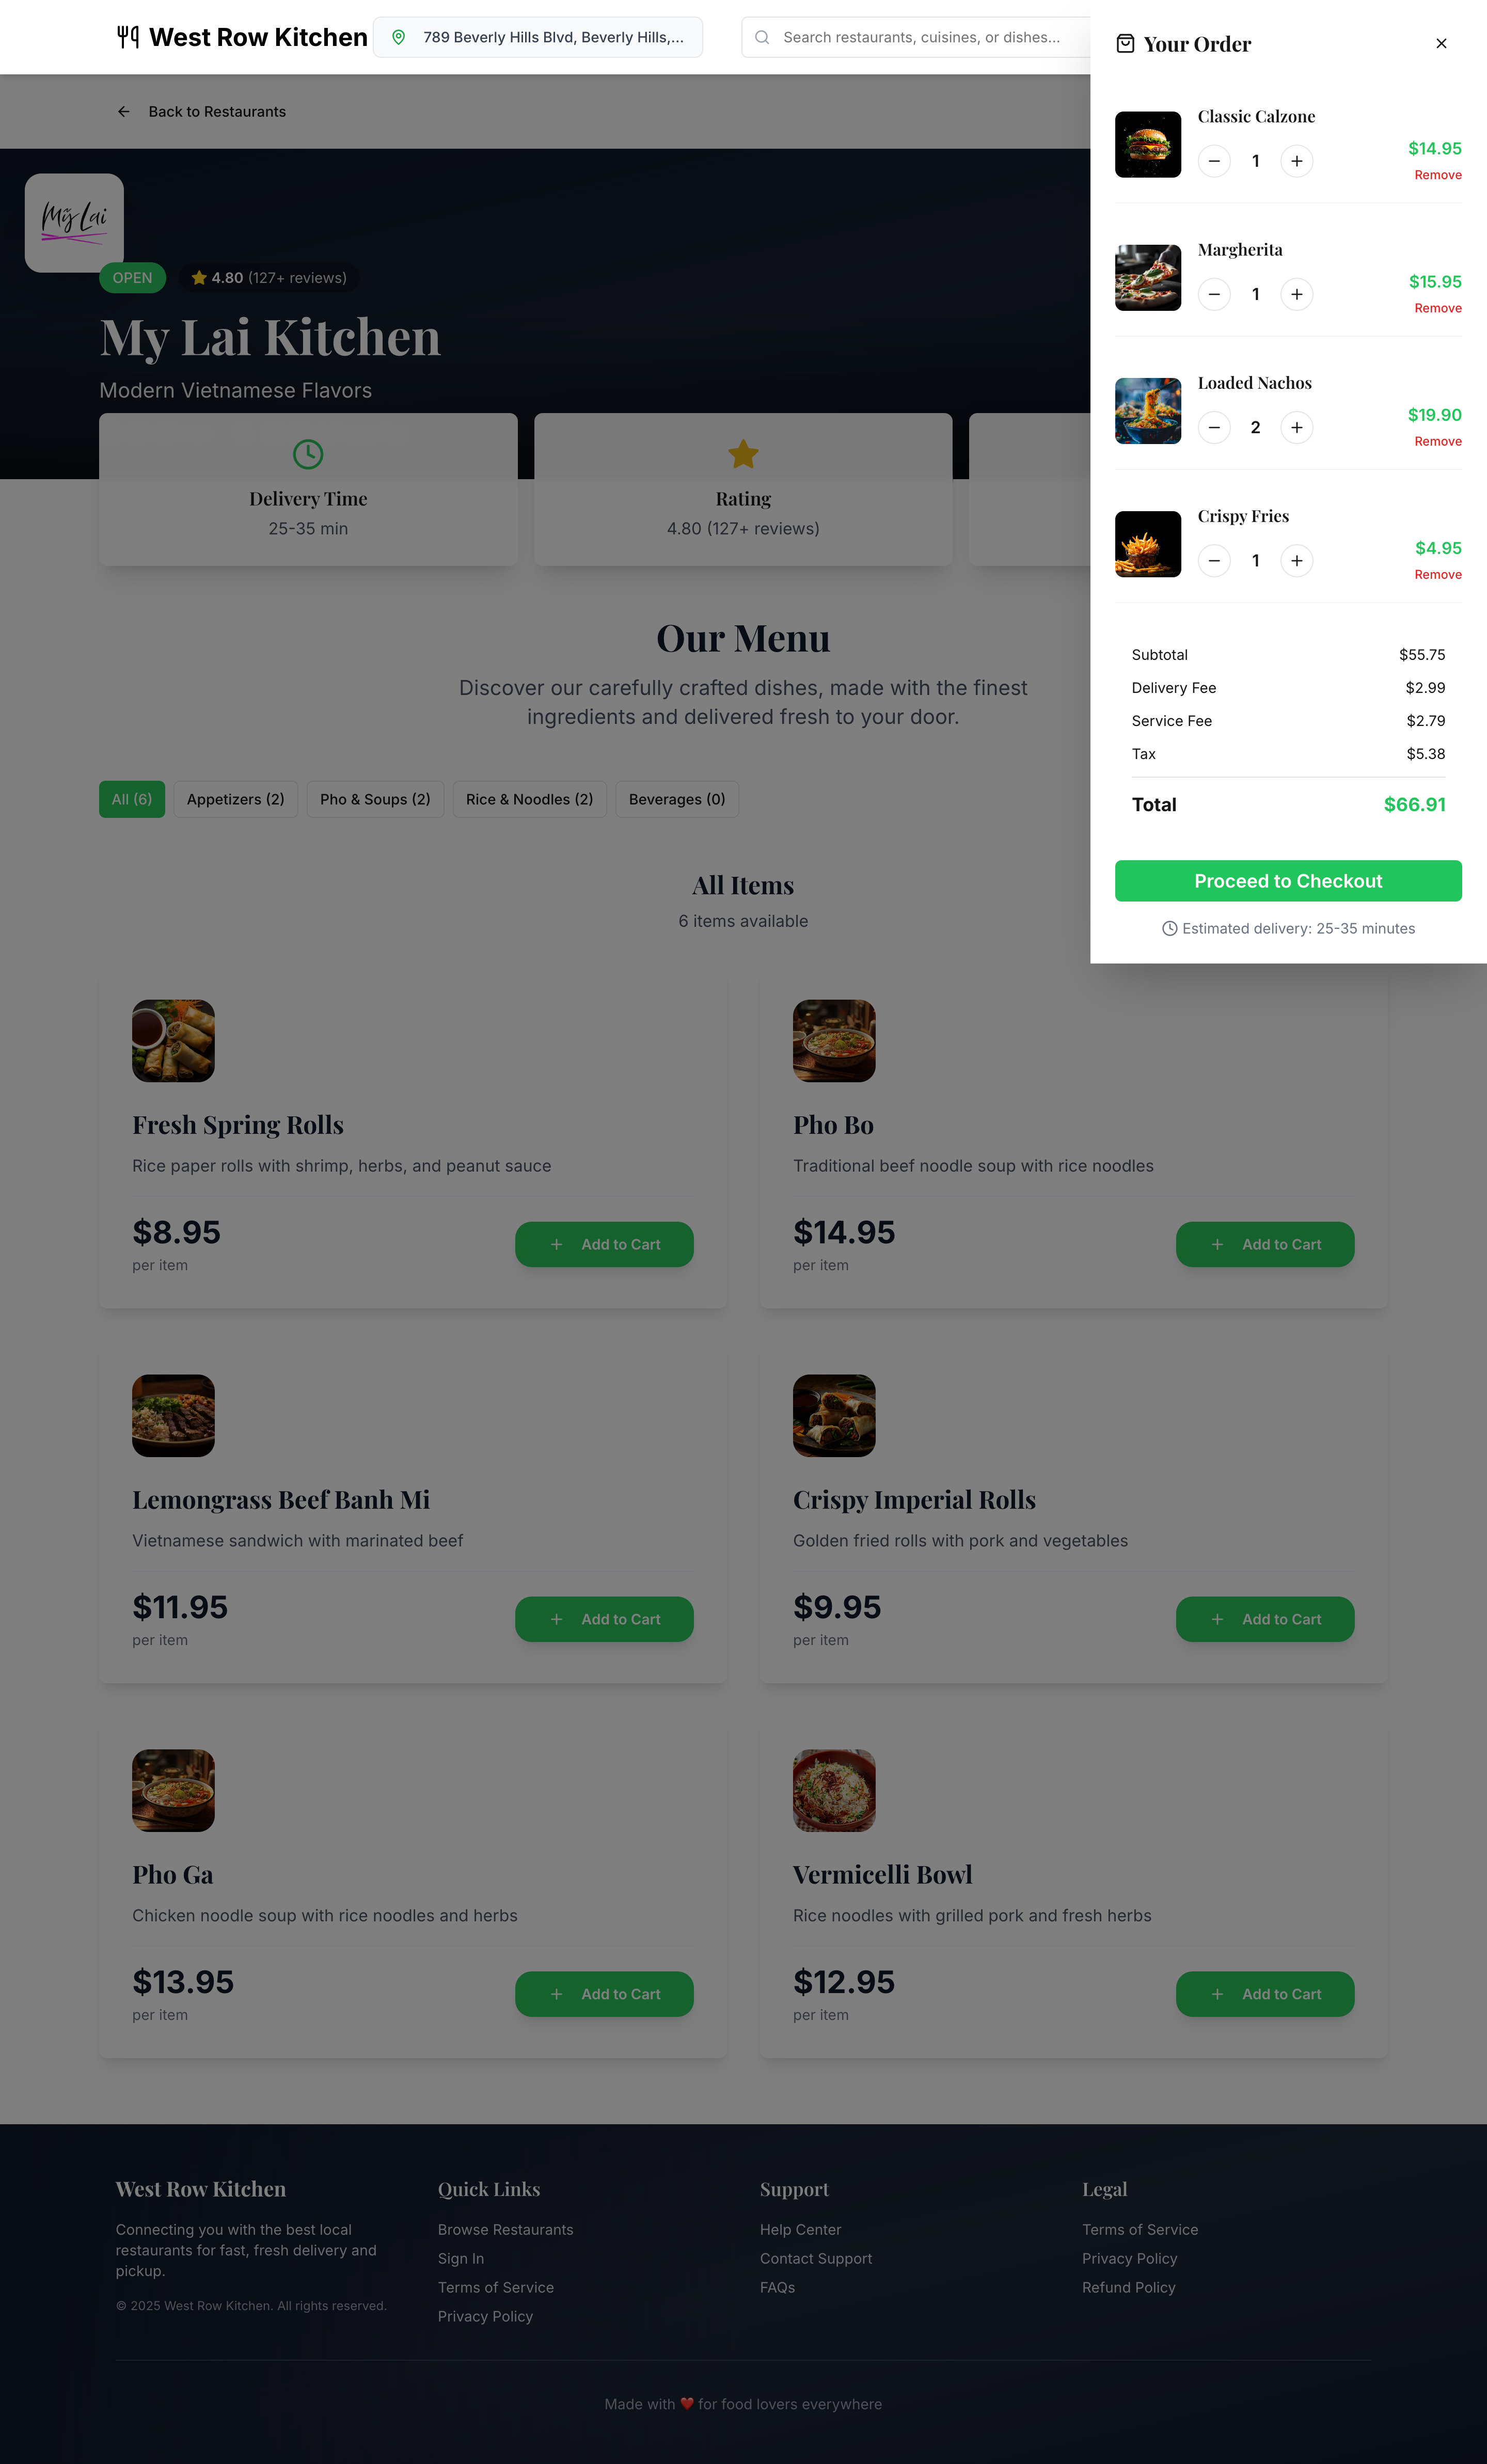 West Row Kitchen
789 Beverly Hills Blvd, Beverly Hills,...
Search restaurants, cuisines, or dishes...
Back to Restaurants
Mỹ Lai
OPEN
4.80 (127+ reviews)
My Lai Kitchen
Modern Vietnamese Flavors
Delivery Time
25-35 min
Rating
4.80 (127+ reviews)
Our Menu
Discover our carefully crafted dishes, made with the finest
ingredients and delivered fresh to your door.
All (6)
Appetizers (2)
Pho & Soups (2)
Rice & Noodles (2)
Beverages (0)
All Items
6 items available
Fresh Spring Rolls
Rice paper rolls with shrimp, herbs, and peanut sauce
$8.95
per item
Add to Cart
Pho Bo
Traditional beef noodle soup with rice noodles
$14.95
per item
Add to Cart
Lemongrass Beef Banh Mi
Vietnamese sandwich with marinated beef
$11.95
per item
Add to Cart
Crispy Imperial Rolls
Golden fried rolls with pork and vegetables
$9.95
per item
Add to Cart
Pho Ga
Chicken noodle soup with rice noodles and herbs
$13.95
per item
Add to Cart
Vermicelli Bowl
Rice noodles with grilled pork and fresh herbs
$12.95
per item
Add to Cart
Your Order
Classic Calzone
1
$14.95
Remove
Margherita
1
$15.95
Remove
Loaded Nachos
2
$19.90
Remove
Crispy Fries
1
$4.95
Remove
Subtotal $55.75
Delivery Fee $2.99
Service Fee $2.79
Tax $5.38
Total $66.91
Proceed to Checkout
Estimated delivery: 25-35 minutes
West Row Kitchen
Connecting you with the best local
restaurants for fast, fresh delivery and
pickup.
© 2025 West Row Kitchen. All rights reserved.
Quick Links
Browse Restaurants
Sign In
Terms of Service
Privacy Policy
Support
Help Center
Contact Support
FAQs
Legal
Terms of Service
Privacy Policy
Refund Policy
Made with ❤️ for food lovers everywhere